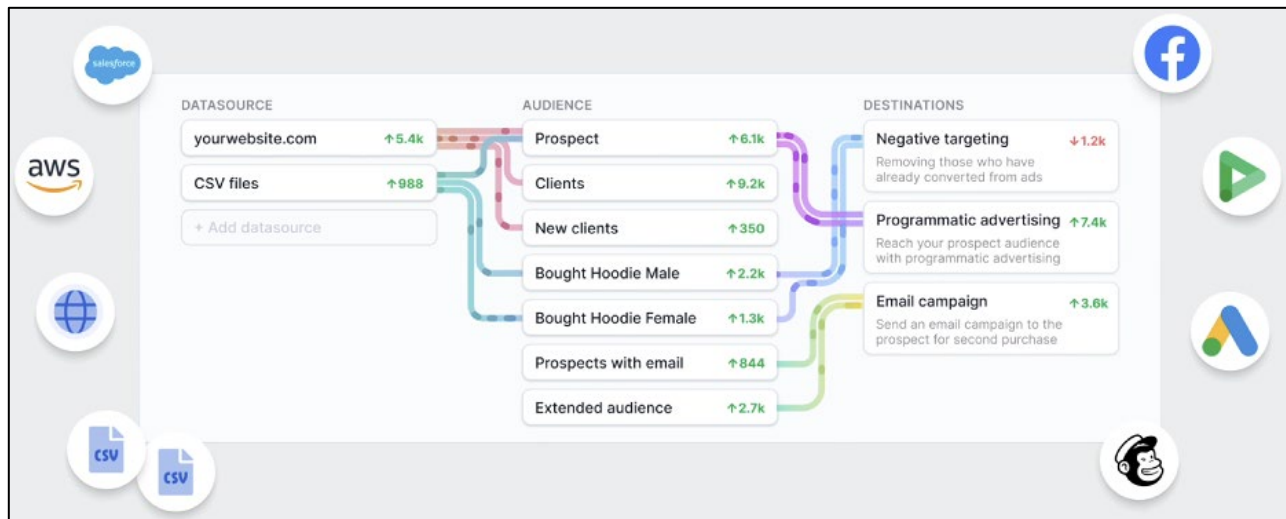 salesforce
aws
CSV
CSV
DATASOURCE
yourwebsite.com ↑5.4k
CSV files ↑988
+ Add datasource
AUDIENCE
Prospect ↑6.1k
Clients ↑9.2k
New clients ↑350
Bought Hoodie Male ↑2.2k
Bought Hoodie Female ↑1.3k
Prospects with email ↑844
Extended audience ↑2.7k
DESTINATIONS
Negative targeting ↓1.2k
Removing those who have
already converted from ads
Programmatic advertising ↑7.4k
Reach your prospect audience
with programmatic advertising
Email campaign ↑3.6k
Send an email campaign to the
prospect for second purchase